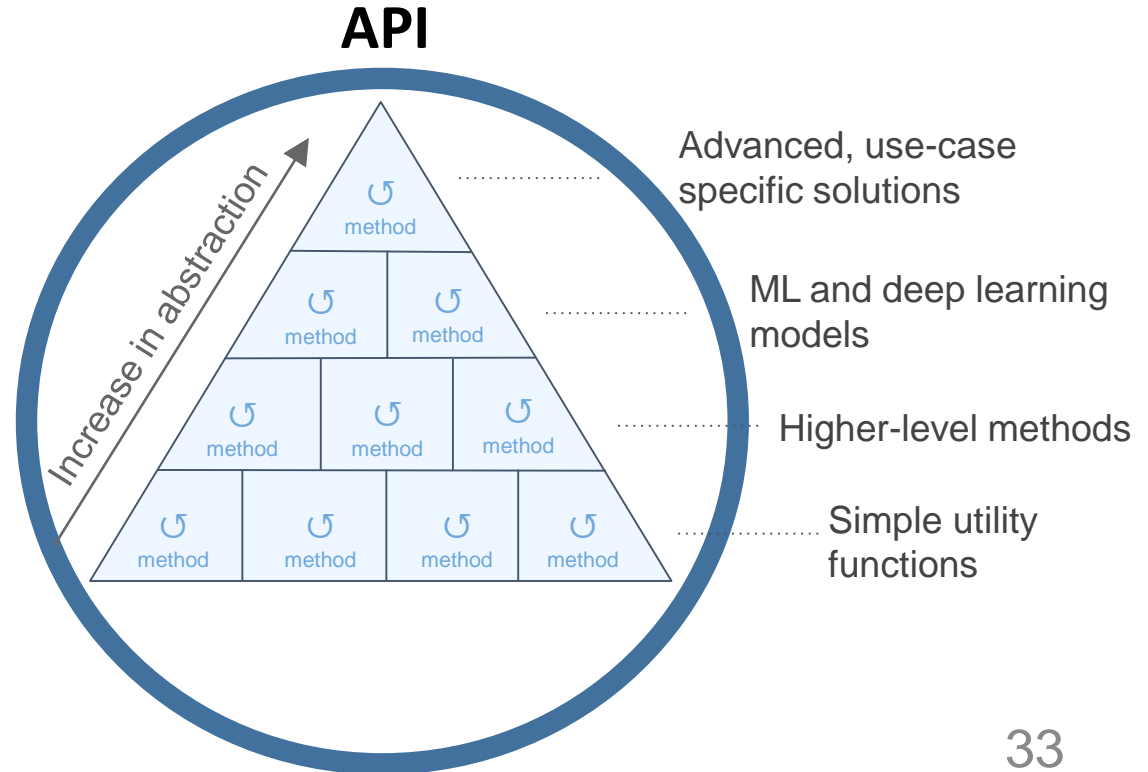 API
Increase in abstraction
↺
method
Advanced, use-case
specific solutions
↺ ↺
method method
ML and deep learning
models
↺ ↺ ↺
method method method
Higher-level methods
↺ ↺ ↺ ↺
method method method method
Simple utility
functions
33